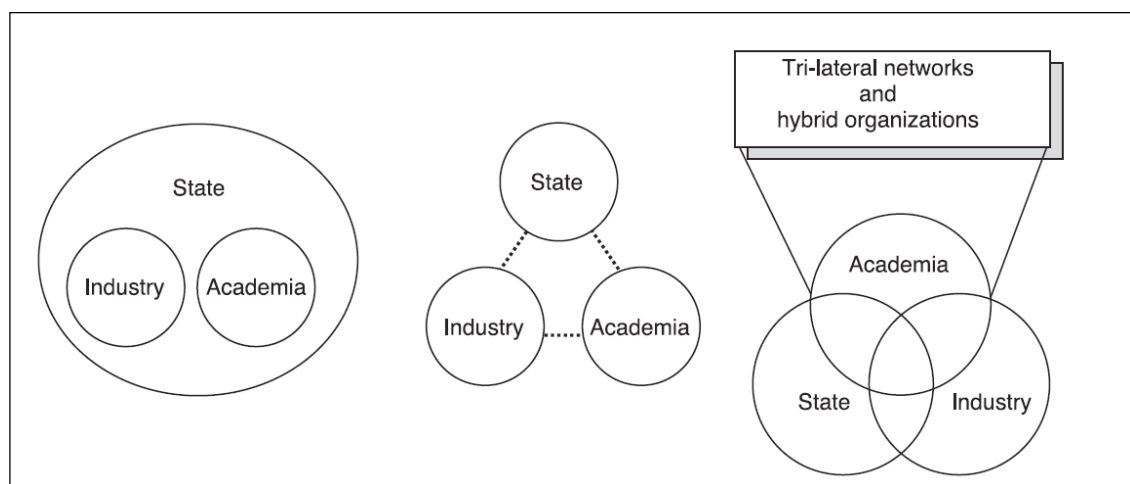 State
Industry
Academia
State
Industry
Academia
Tri-lateral networks
and
hybrid organizations
Academia
State
Industry